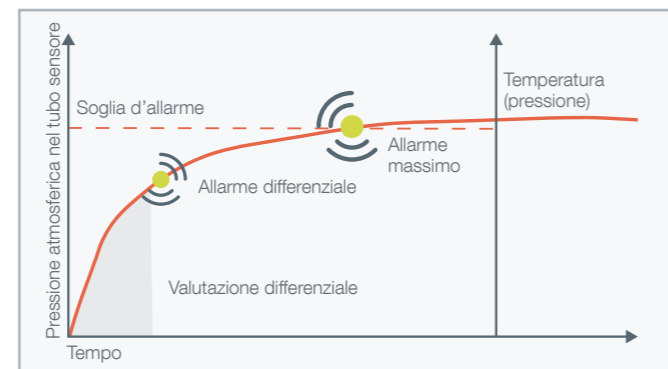 Pressione atmosferica nel tubo sensore
Soglia d'allarme
Temperatura
(pressione)
Allarme
massimo
Allarme differenziale
Valutazione differenziale
Tempo